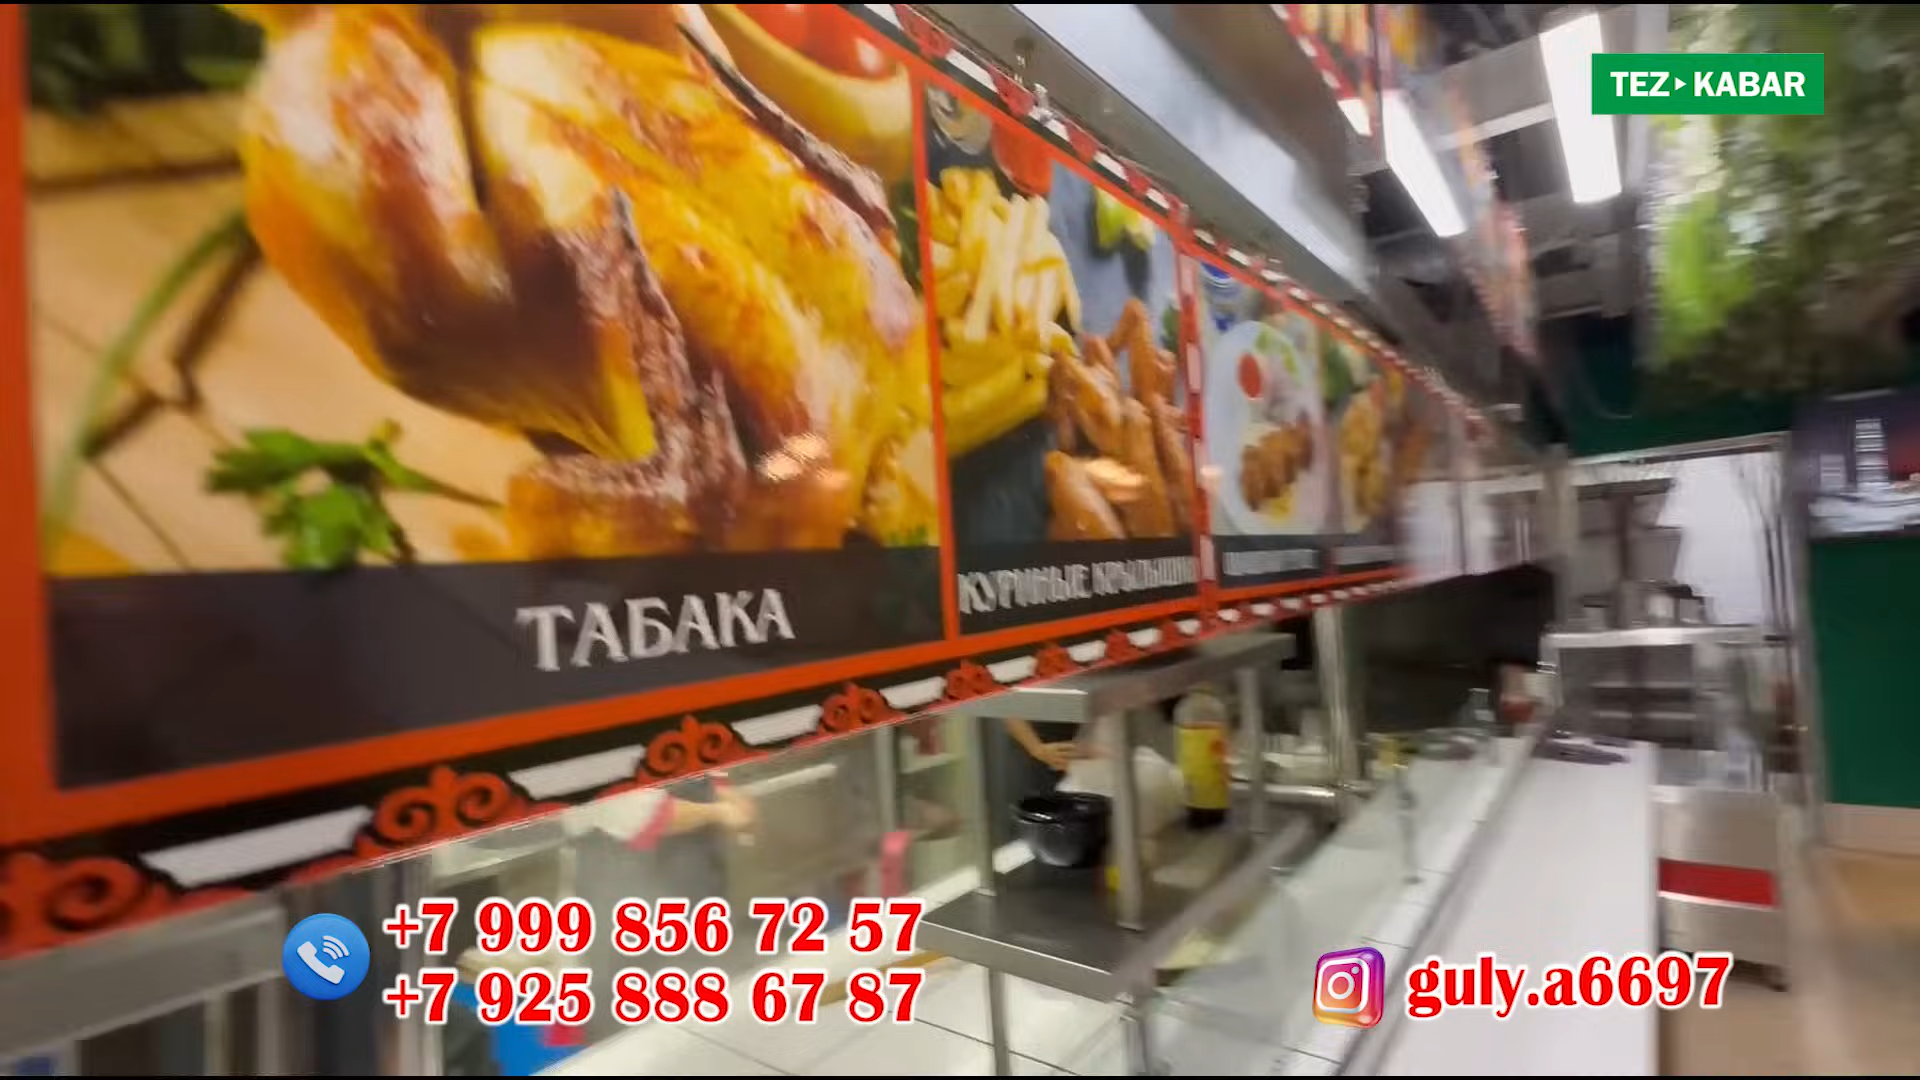 TEZ KABAR
ТАБАКА
КУРИНЫЕ КРЫЛЫШКИ
+7 999 856 72 57
+7 925 888 67 87
guly.a6697